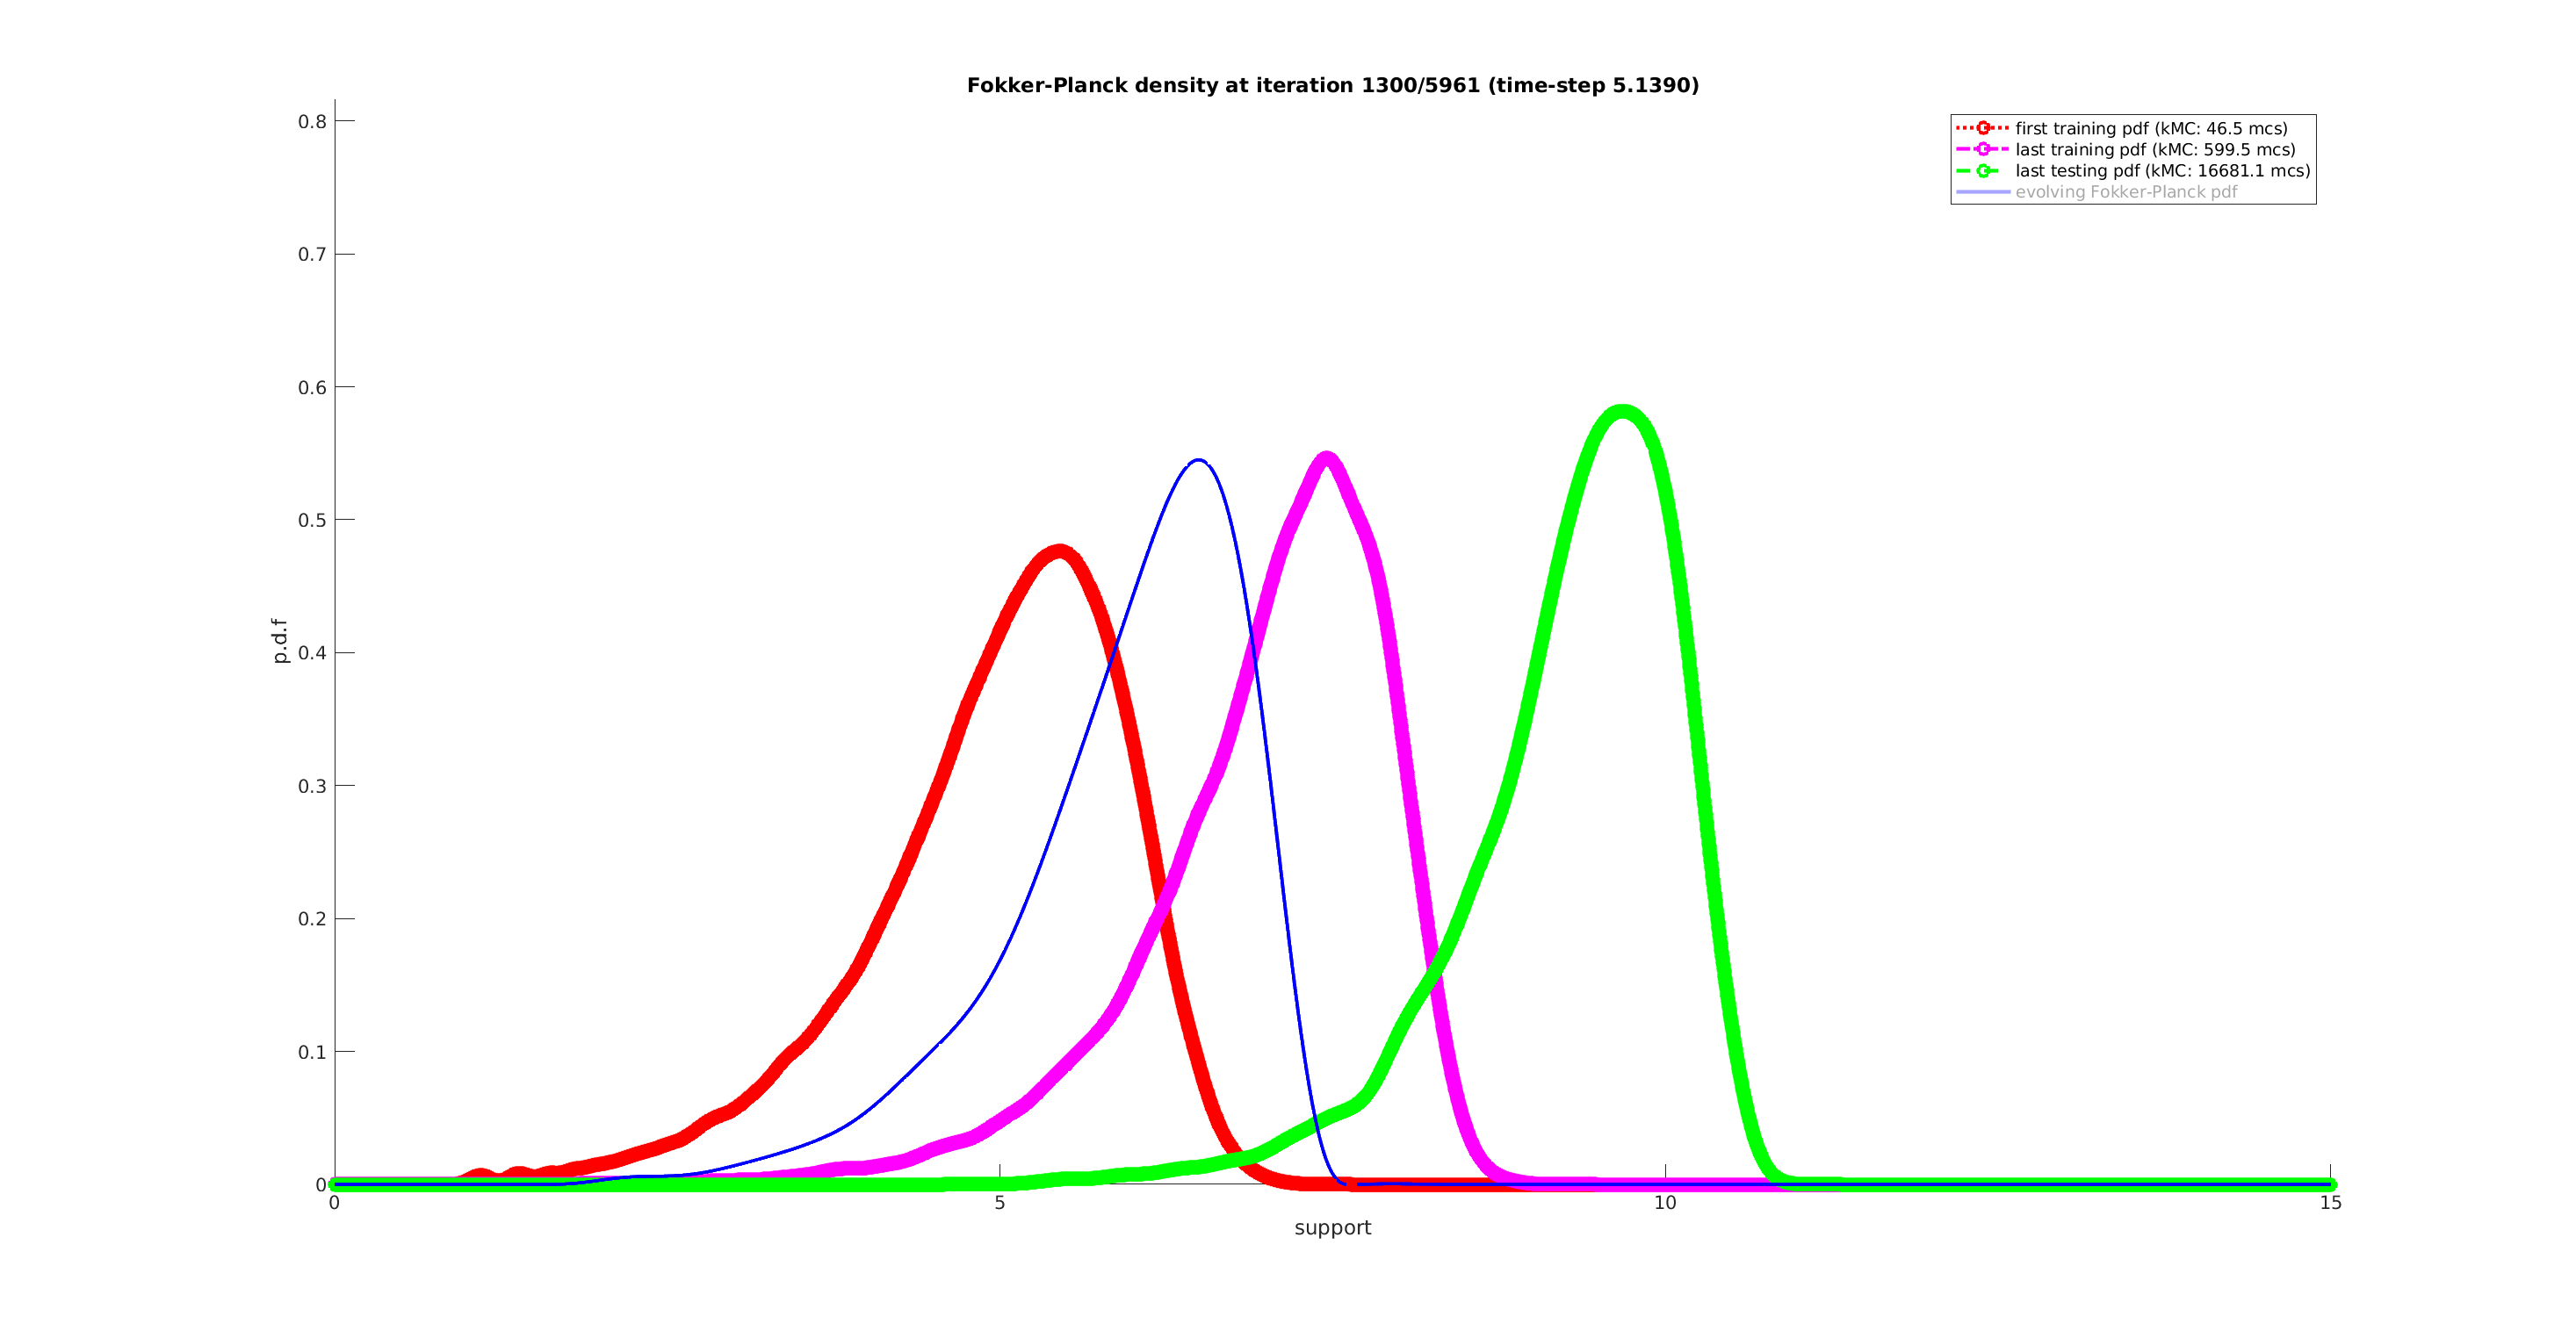 Fokker-Planck density at iteration 1300/5961 (time-step 5.1390)
first training pdf (kMC: 46.5 mcs)
last training pdf (kMC: 599.5 mcs)
last testing pdf (kMC: 16681.1 mcs)
evolving Fokker-Planck pdf
0.8
0.7
0.6
0.5
0.4
0.3
0.2
0.1
0
p.d.f
0
5
10
15
support